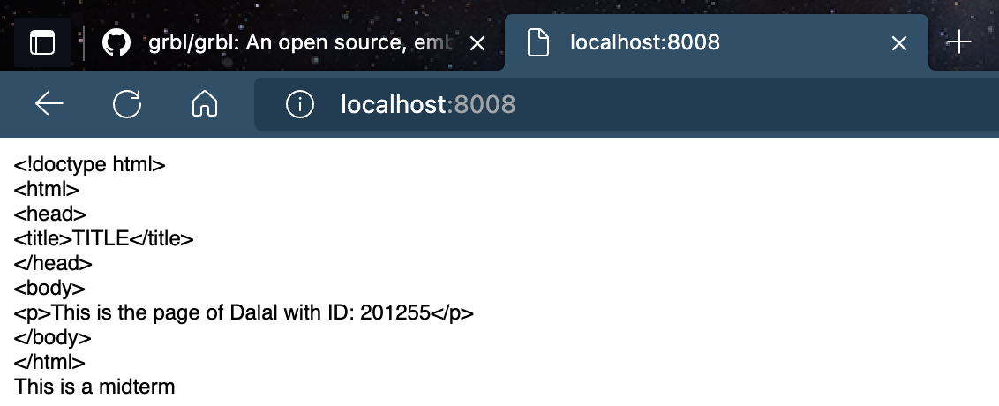 grbl/grbl: An open source, emb
localhost:8008
localhost:8008
<!doctype html>
<html>
<head>
<title>TITLE</title>
</head>
<body>
<p>This is the page of Dalal with ID: 201255</p>
</body>
</html>
This is a midterm